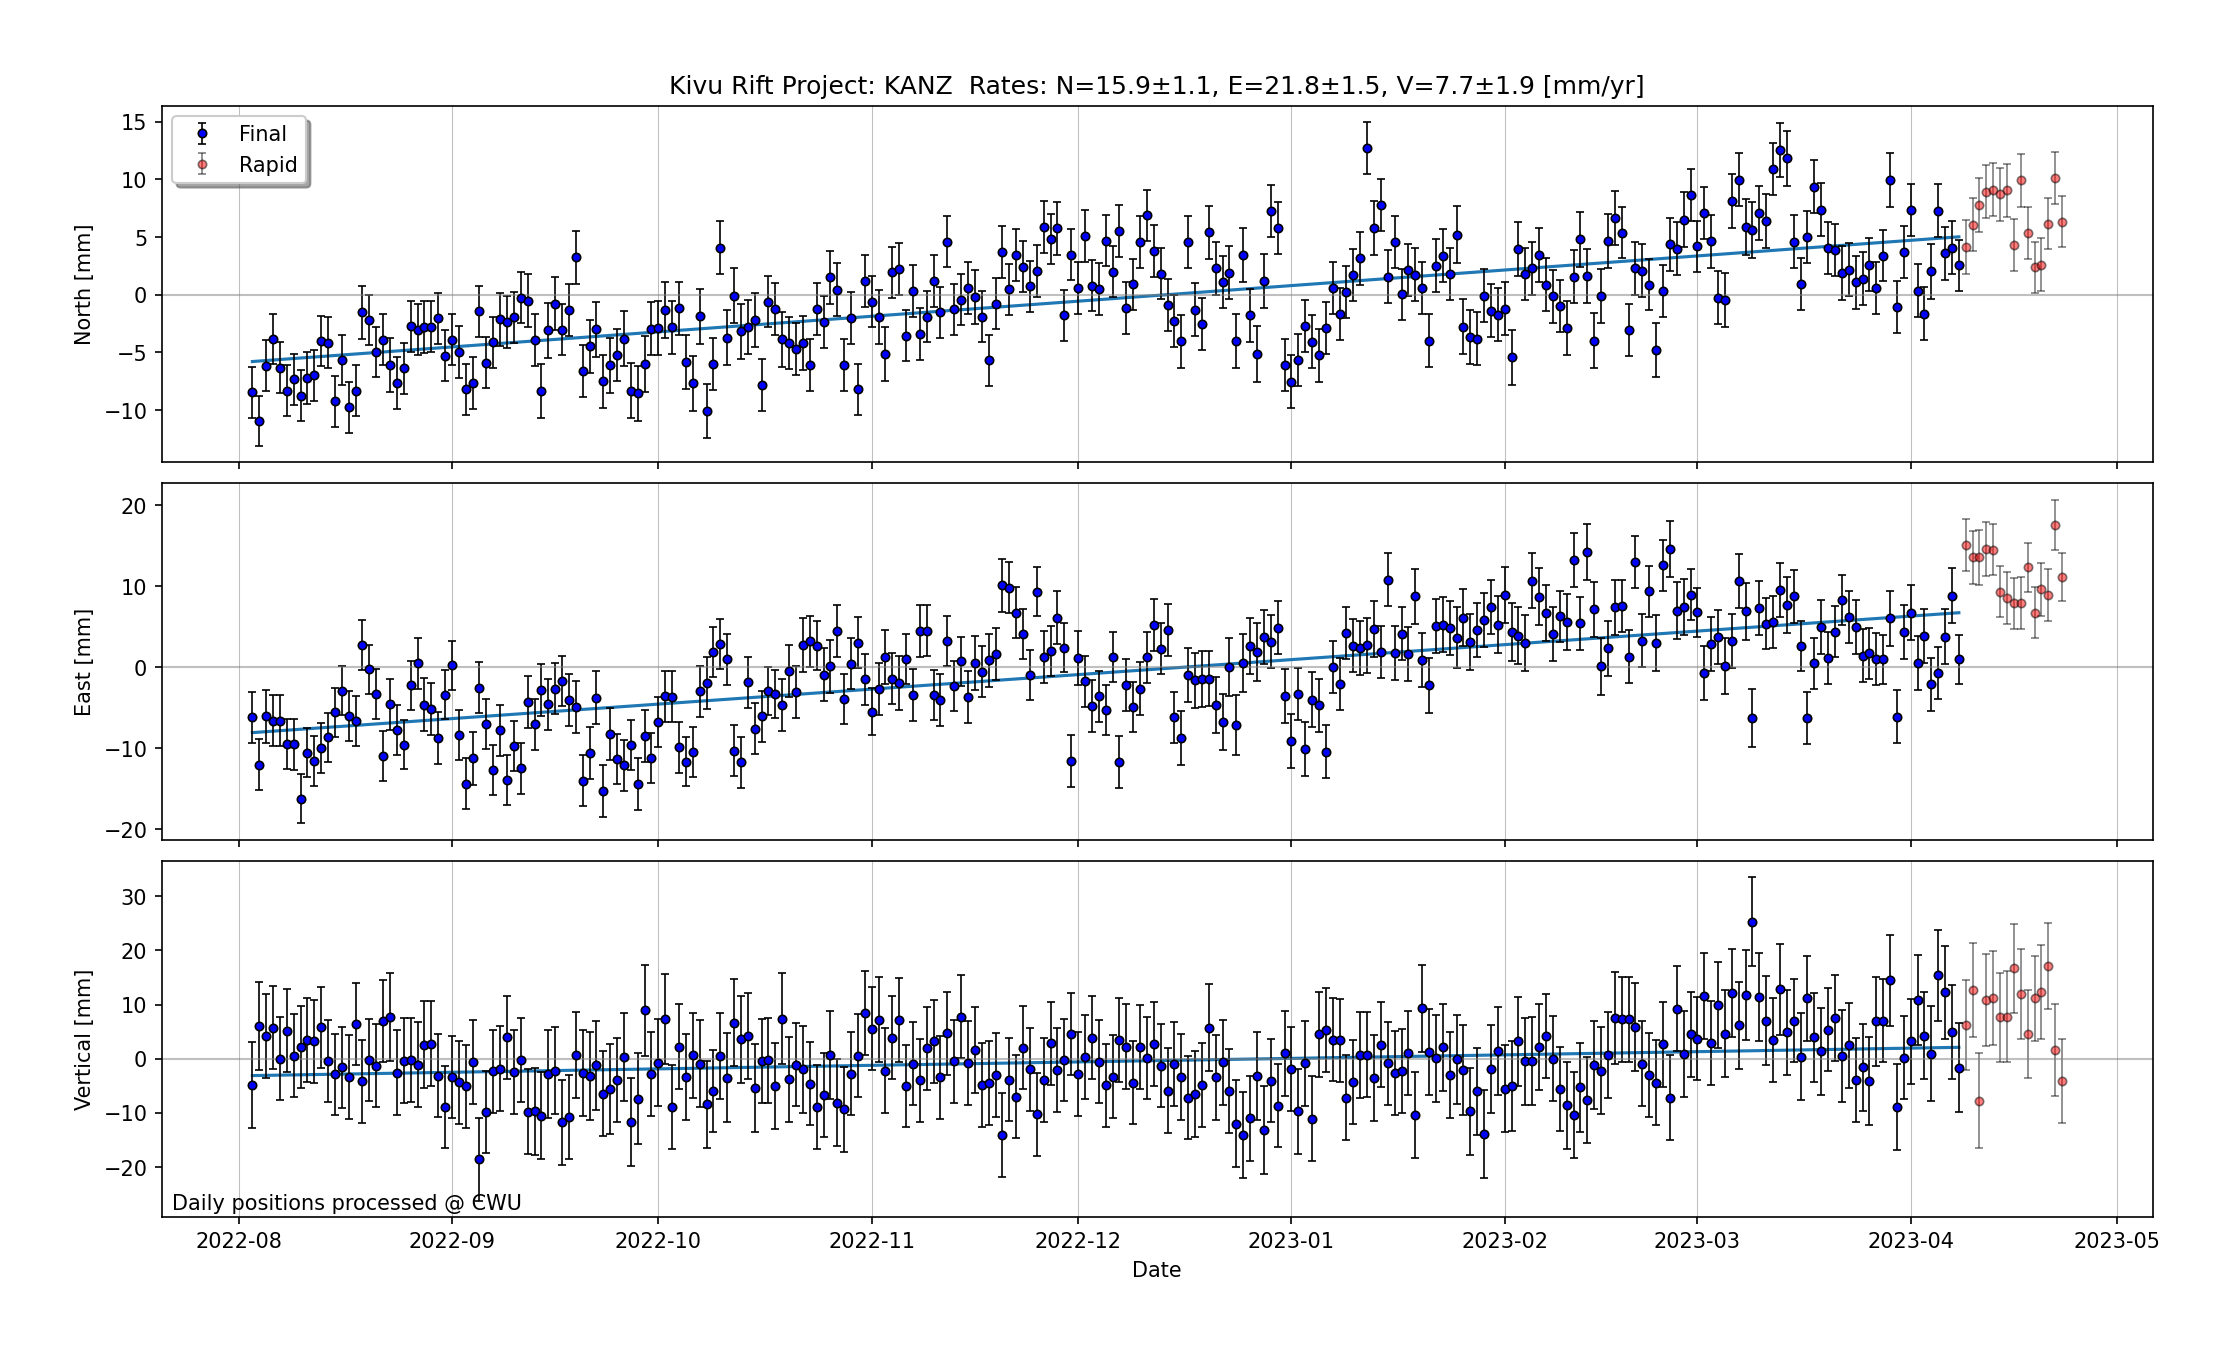 Kivu Rift Project: KANZ  Rates: N=15.9±1.1, E=21.8±1.5, V=7.7±1.9 [mm/yr]
Final
Rapid
North [mm]
15
10
5
0
−5
−10
East [mm]
20
10
0
−10
−20
Vertical [mm]
30
20
10
0
−10
−20
Daily positions processed @ CWU
2022-08 2022-09 2022-10 2022-11 2022-12 2023-01 2023-02 2023-03 2023-04 2023-05
Date